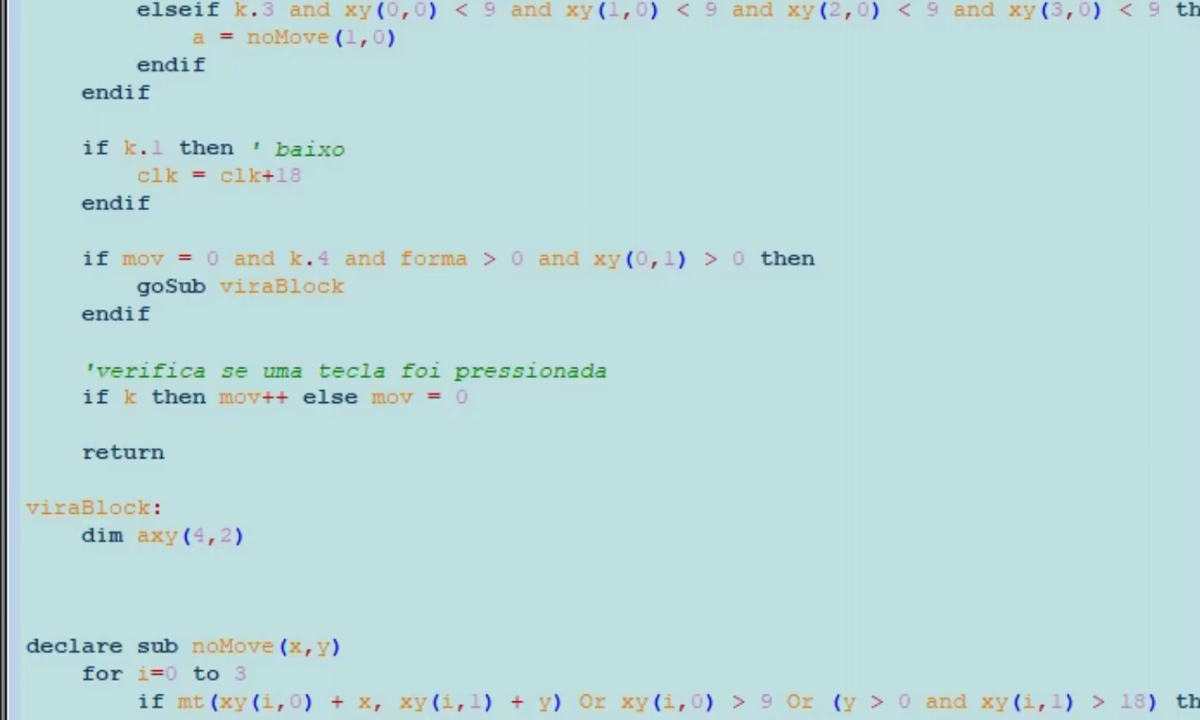 elseif k.3 and xy(0,0) < 9 and xy(1,0) < 9 and xy(2,0) < 9 and xy(3,0) < 9 th
a = noMove(1,0)
endif
endif
if k.1 then ' baixo
clk = clk+18
endif
if mov = 0 and k.4 and forma > 0 and xy(0,1) > 0 then
goSub viraBlock
endif
'verifica se uma tecla foi pressionada
if k then mov++ else mov = 0
return
viraBlock:
dim axy(4,2)
declare sub noMove(x,y)
for i=0 to 3
if mt(xy(i,0) + x, xy(i,1) + y) Or xy(i,0) > 9 Or (y > 0 and xy(i,1) > 18) th